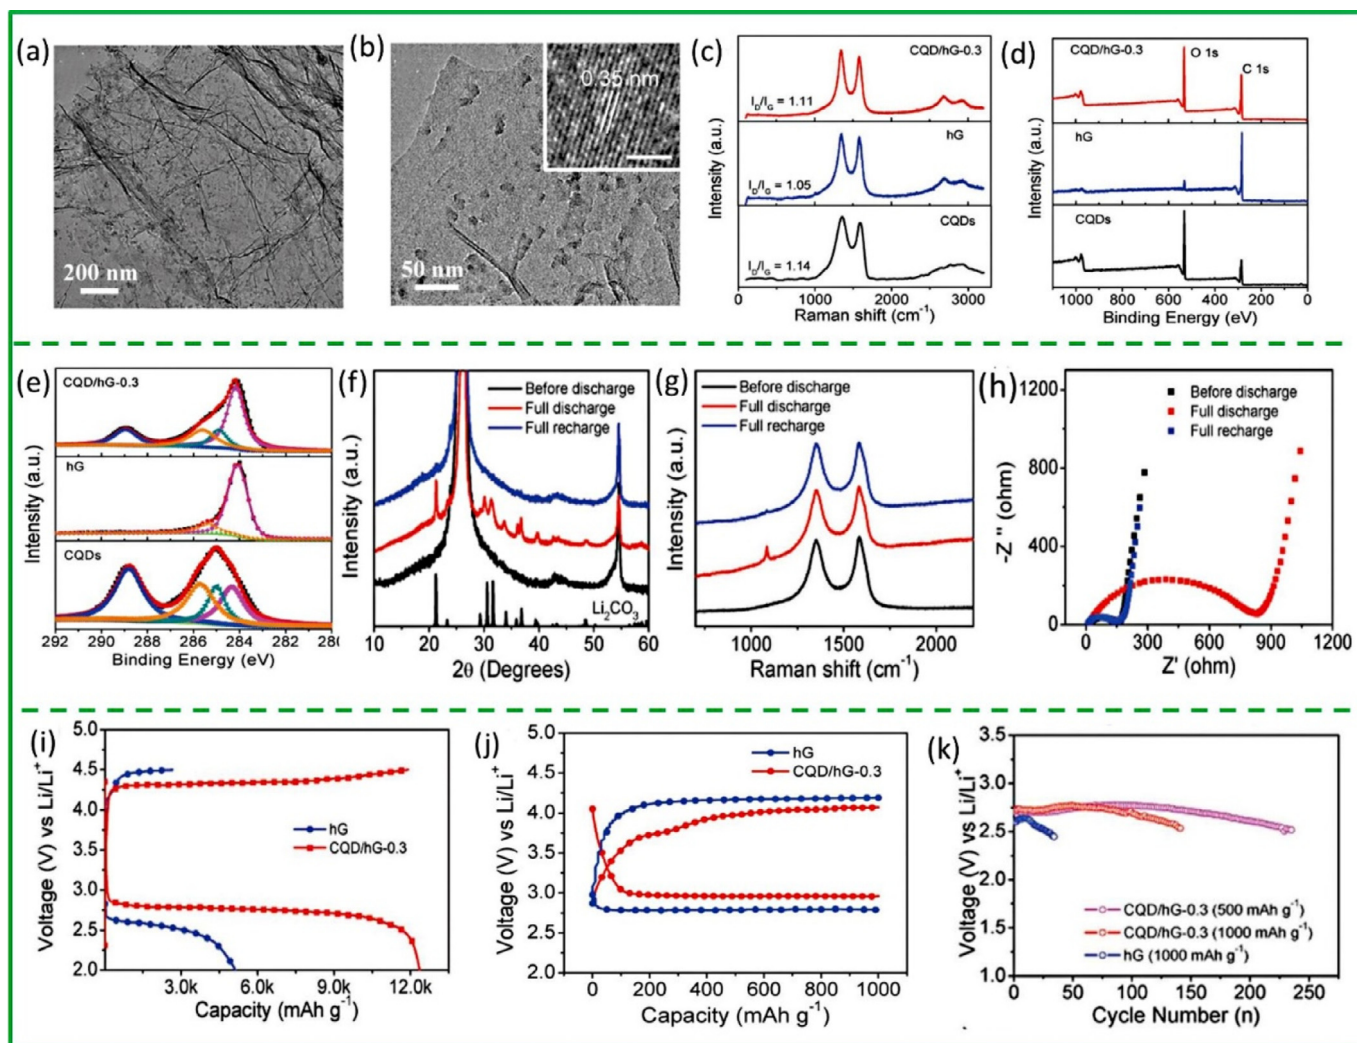 (a)
200 nm
(b)
0.35 nm
50 nm
(c)
CQD/hG-0.3
I_D/I_G = 1.11
hG
I_D/I_G = 1.05
CQDs
I_D/I_G = 1.14
Intensity (a.u.)
0 1000 2000 3000
Raman shift (cm⁻¹)
(d)
CQD/hG-0.3
O 1s
C 1s
hG
CQDs
Intensity (a.u.)
1000 800 600 400 200 0
Binding Energy (eV)
(e)
CQD/hG-0.3
hG
CQDs
Intensity (a.u.)
292 290 288 286 284 282 280
Binding Energy (eV)
(f)
Before discharge
Full discharge
Full recharge
Li₂CO₃
Intensity (a.u.)
10 20 30 40 50 60
2θ (Degrees)
(g)
Before discharge
Full discharge
Full recharge
Intensity (a.u.)
1000 1500 2000
Raman shift (cm⁻¹)
(h)
Before discharge
Full discharge
Full recharge
-Z'' (ohm)
1200
800
400
0
0 300 600 900 1200
Z' (ohm)
(i)
hG
CQD/hG-0.3
Voltage (V) vs Li/Li⁺
5.0
4.5
4.0
3.5
3.0
2.5
2.0
3.0k 6.0k 9.0k 12.0k
Capacity (mAh g⁻¹)
(j)
hG
CQD/hG-0.3
Voltage (V) vs Li/Li⁺
5.0
4.5
4.0
3.5
3.0
2.5
2.0
0 200 400 600 800 1000
Capacity (mAh g⁻¹)
(k)
Voltage (V) vs Li/Li⁺
3.5
3.0
2.5
2.0
1.5
1.0
CQD/hG-0.3 (500 mAh g⁻¹)
CQD/hG-0.3 (1000 mAh g⁻¹)
hG (1000 mAh g⁻¹)
0 50 100 150 200 250
Cycle Number (n)